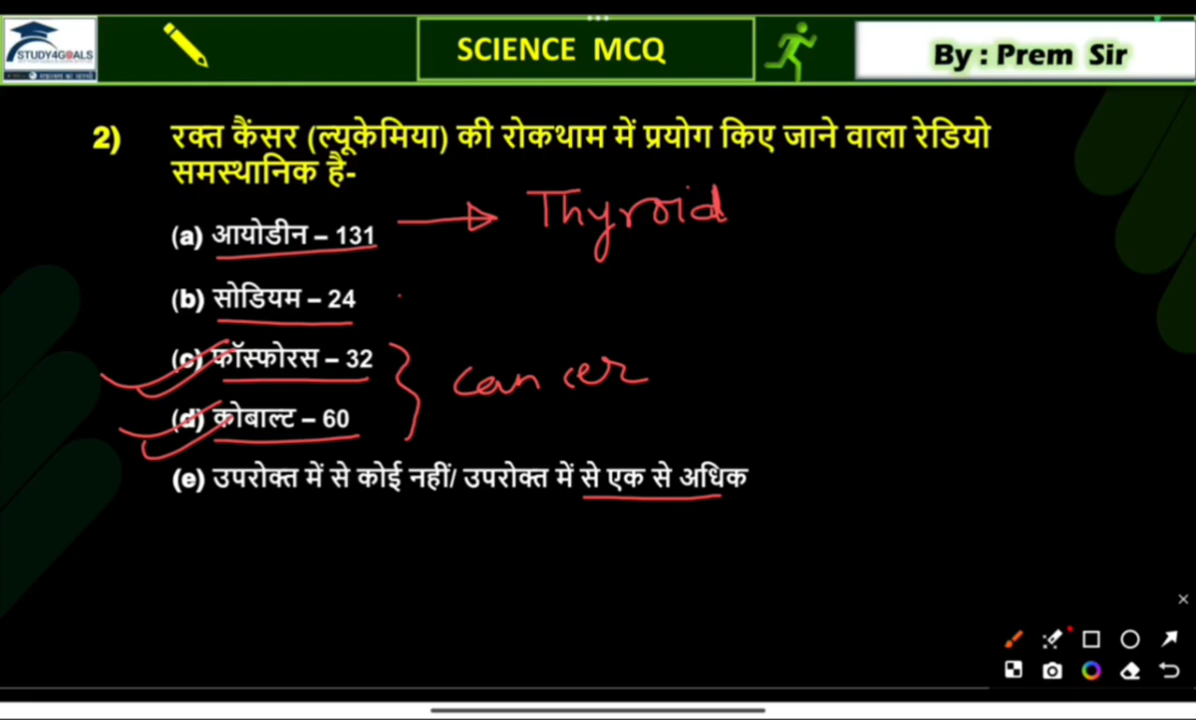 STUDY4GOALS
SCIENCE MCQ
By : Prem Sir
2) रक्त कैंसर (ल्यूकेमिया) की रोकथाम में प्रयोग किए जाने वाला रेडियो
समस्थानिक है-
(a) आयोडीन – 131 Thyroid
(b) सोडियम – 24
(c) फॉस्फोरस – 32
cancer
(d) कोबाल्ट – 60
(e) उपरोक्त में से कोई नहीं/ उपरोक्त में से एक से अधिक